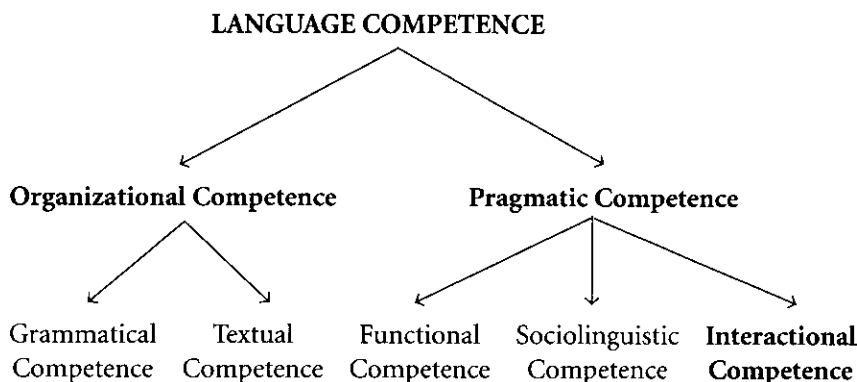 LANGUAGE COMPETENCE
Organizational Competence
Pragmatic Competence
Grammatical
Competence
Textual
Competence
Functional
Competence
Sociolinguistic
Competence
Interactional
Competence